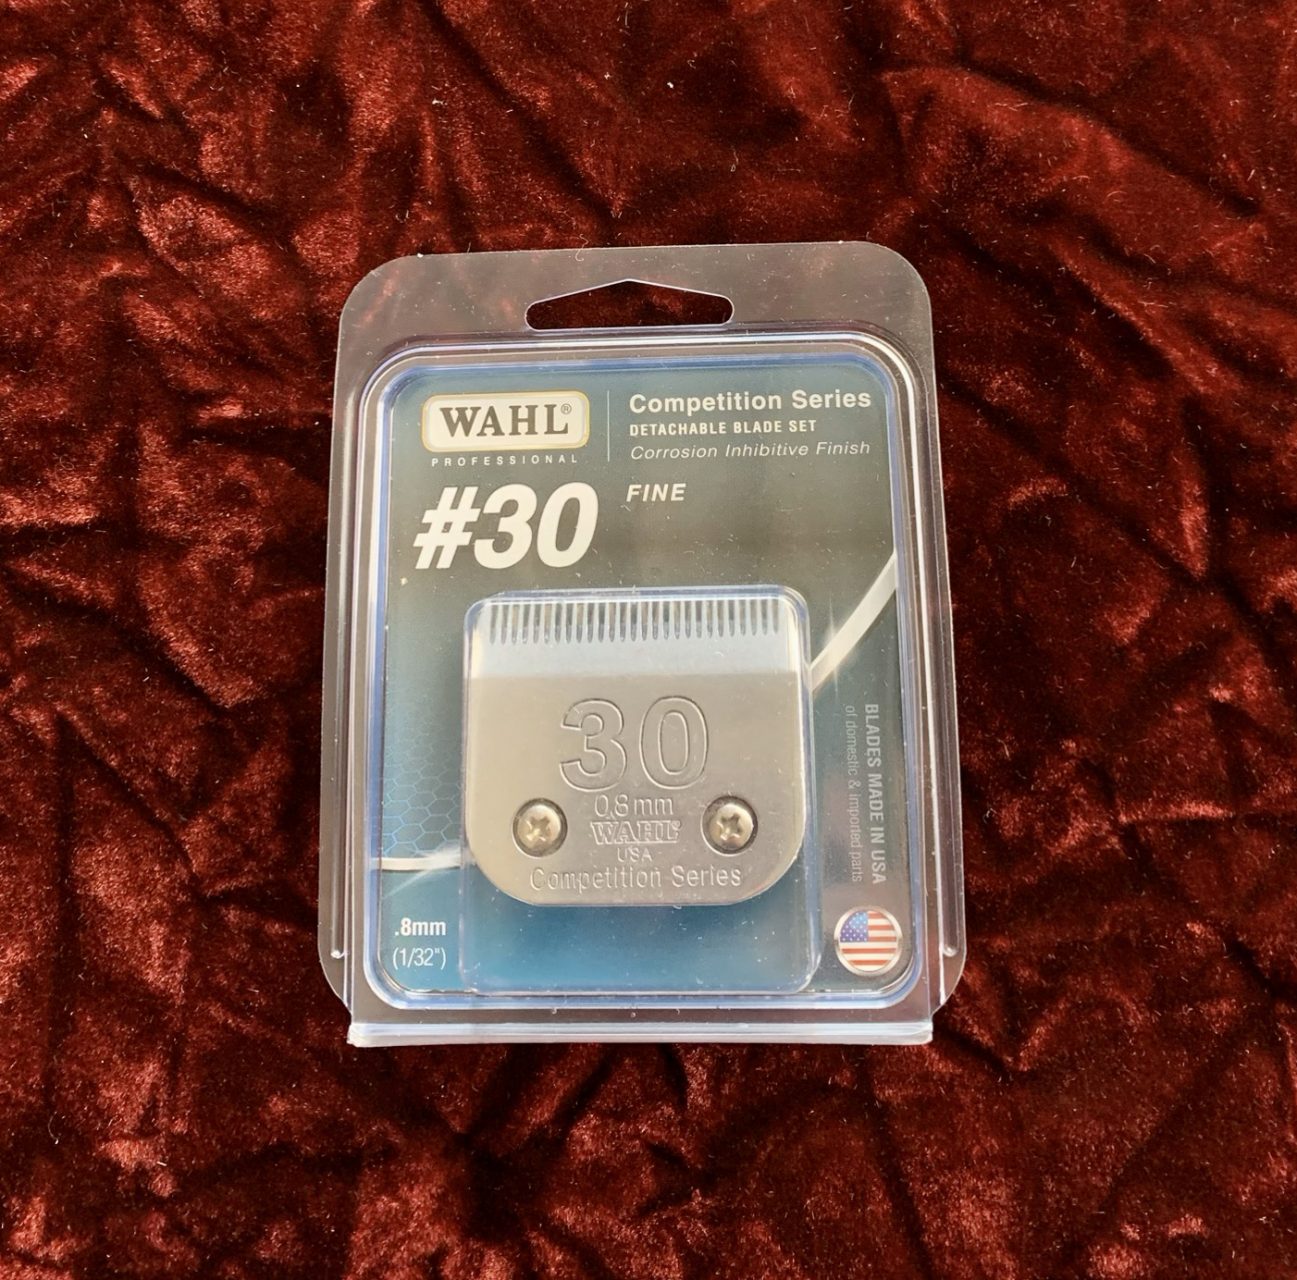 WAHL®
PROFESSIONAL
Competition Series
DETACHABLE BLADE SET
Corrosion Inhibitive Finish
#30
FINE
30
0.8mm
WAHL®
USA
Competition Series
BLADES MADE IN USA
of domestic & imported parts
.8mm
(1/32")